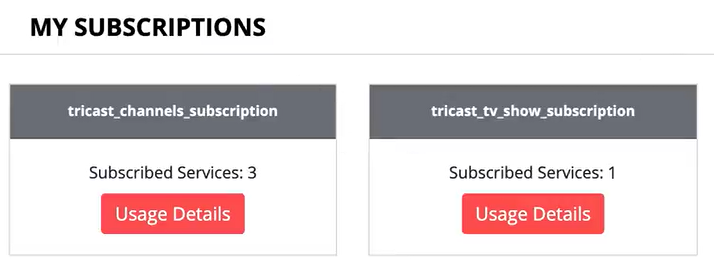 MY SUBSCRIPTIONS
tricast_channels_subscription
Subscribed Services: 3
Usage Details
tricast_tv_show_subscription
Subscribed Services: 1
Usage Details